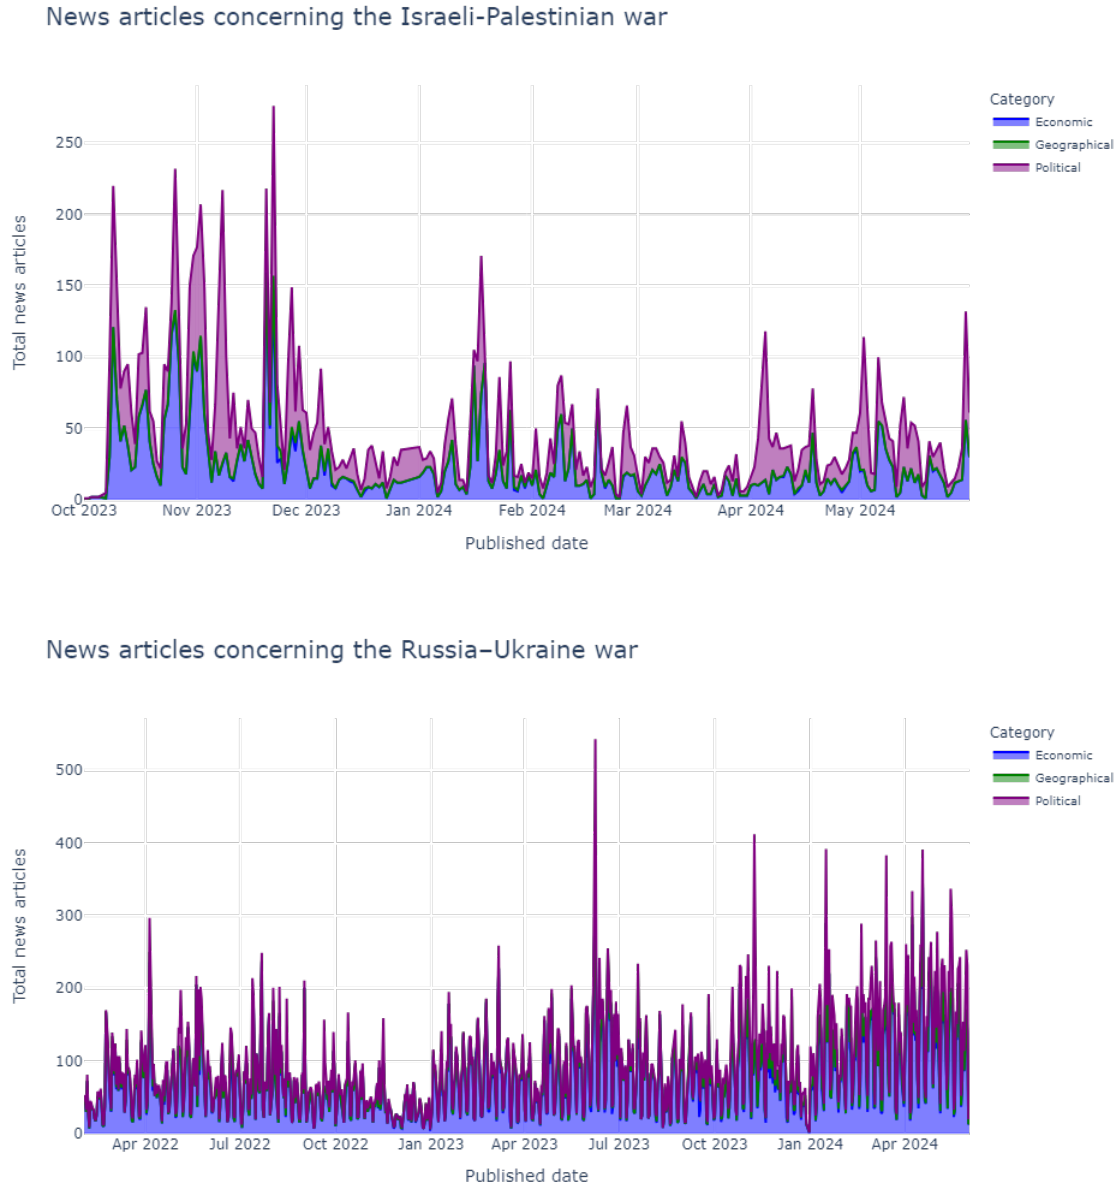 News articles concerning the Israeli-Palestinian war
Category
Economic
Geographical
Political
Total news articles
250
200
150
100
50
0
Oct 2023 Nov 2023 Dec 2023 Jan 2024 Feb 2024 Mar 2024 Apr 2024 May 2024
Published date
News articles concerning the Russia–Ukraine war
Category
Economic
Geographical
Political
Total news articles
500
400
300
200
100
0
Apr 2022 Jul 2022 Oct 2022 Jan 2023 Apr 2023 Jul 2023 Oct 2023 Jan 2024 Apr 2024
Published date